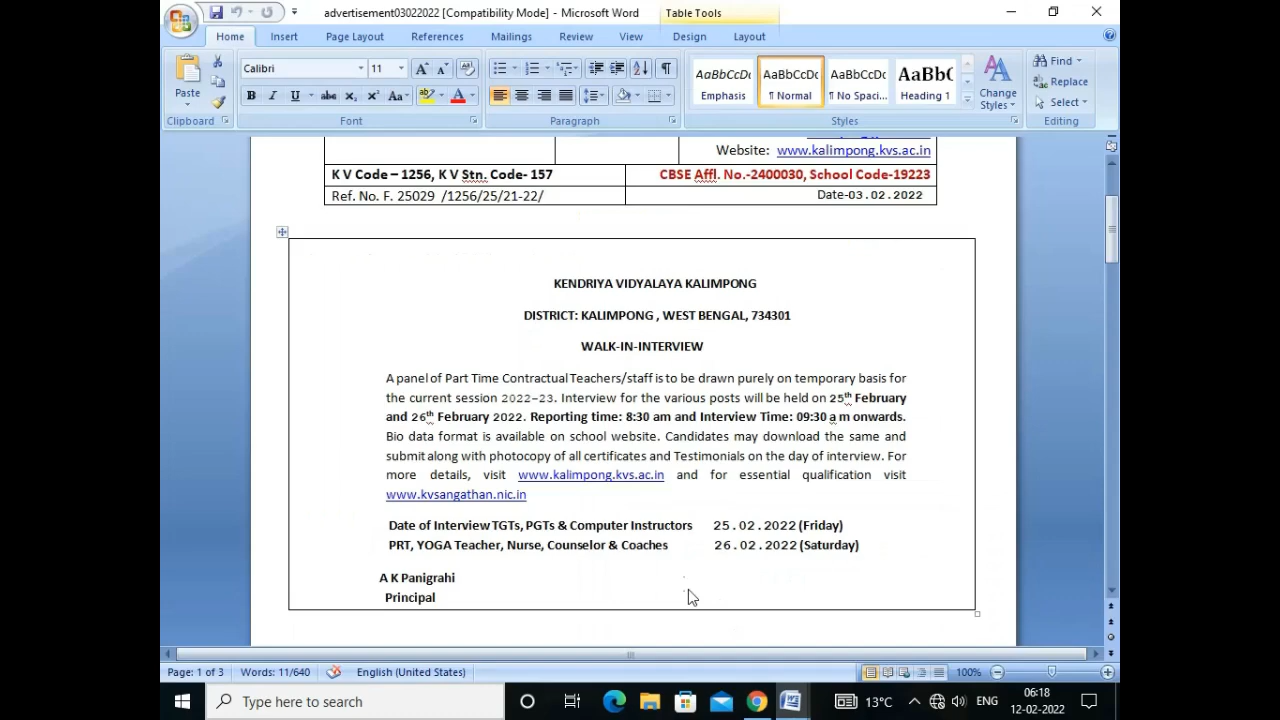 advertisement03022022 [Compatibility Mode] - Microsoft Word
Table Tools
Home Insert Page Layout References Mailings Review View Design Layout
Calibri 11
AaBbCcDc AaBbCcDc AaBbCcDc AaBbC
Find
Replace
Select
Paste
Emphasis ¶ Normal ¶ No Spaci... Heading 1
Change Styles
Clipboard Font Paragraph Styles Editing
Website: www.kalimpong.kvs.ac.in
K V Code – 1256, K V Stn. Code- 157
CBSE Affl. No.-2400030, School Code-19223
Ref. No. F. 25029 /1256/25/21-22/
Date-03.02.2022
KENDRIYA VIDYALAYA KALIMPONG
DISTRICT: KALIMPONG , WEST BENGAL, 734301
WALK-IN-INTERVIEW
A panel of Part Time Contractual Teachers/staff is to be drawn purely on temporary basis for
the current session 2022-23. Interview for the various posts will be held on 25th February
and 26th February 2022. Reporting time: 8:30 am and Interview Time: 09:30 a m onwards.
Bio data format is available on school website. Candidates may download the same and
submit along with photocopy of all certificates and Testimonials on the day of interview. For
more details, visit www.kalimpong.kvs.ac.in and for essential qualification visit
www.kvsangathan.nic.in
Date of Interview TGTs, PGTs & Computer Instructors 25.02.2022 (Friday)
PRT, YOGA Teacher, Nurse, Counselor & Coaches 26.02.2022 (Saturday)
A K Panigrahi
Principal
Page: 1 of 3 Words: 11/640 English (United States) 100%
Type here to search
13°C ENG
06:18
12-02-2022